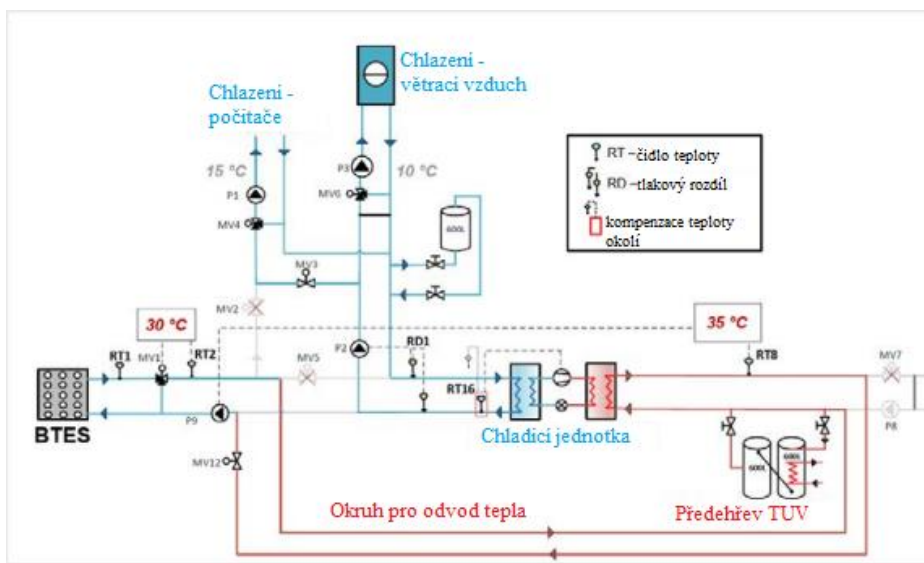 Chlazeni -
větraci vzduch
Chlazeni -
počítače
15 °C
10 °C
P3
P1
MV6
MV4
600L
RT –čidlo teploty
RD –tlakový rozdíl
kompenzace teploty
okolí
MV3
MV2
30 °C
35 °C
RT1
MV1
RT2
MV5
P2
RD1
RT8
MV7
RT16
BTES
P9
Chladící jednotka
P8
MV12
600L
600L
Okruh pro odvod tepla
Předehřev TUV